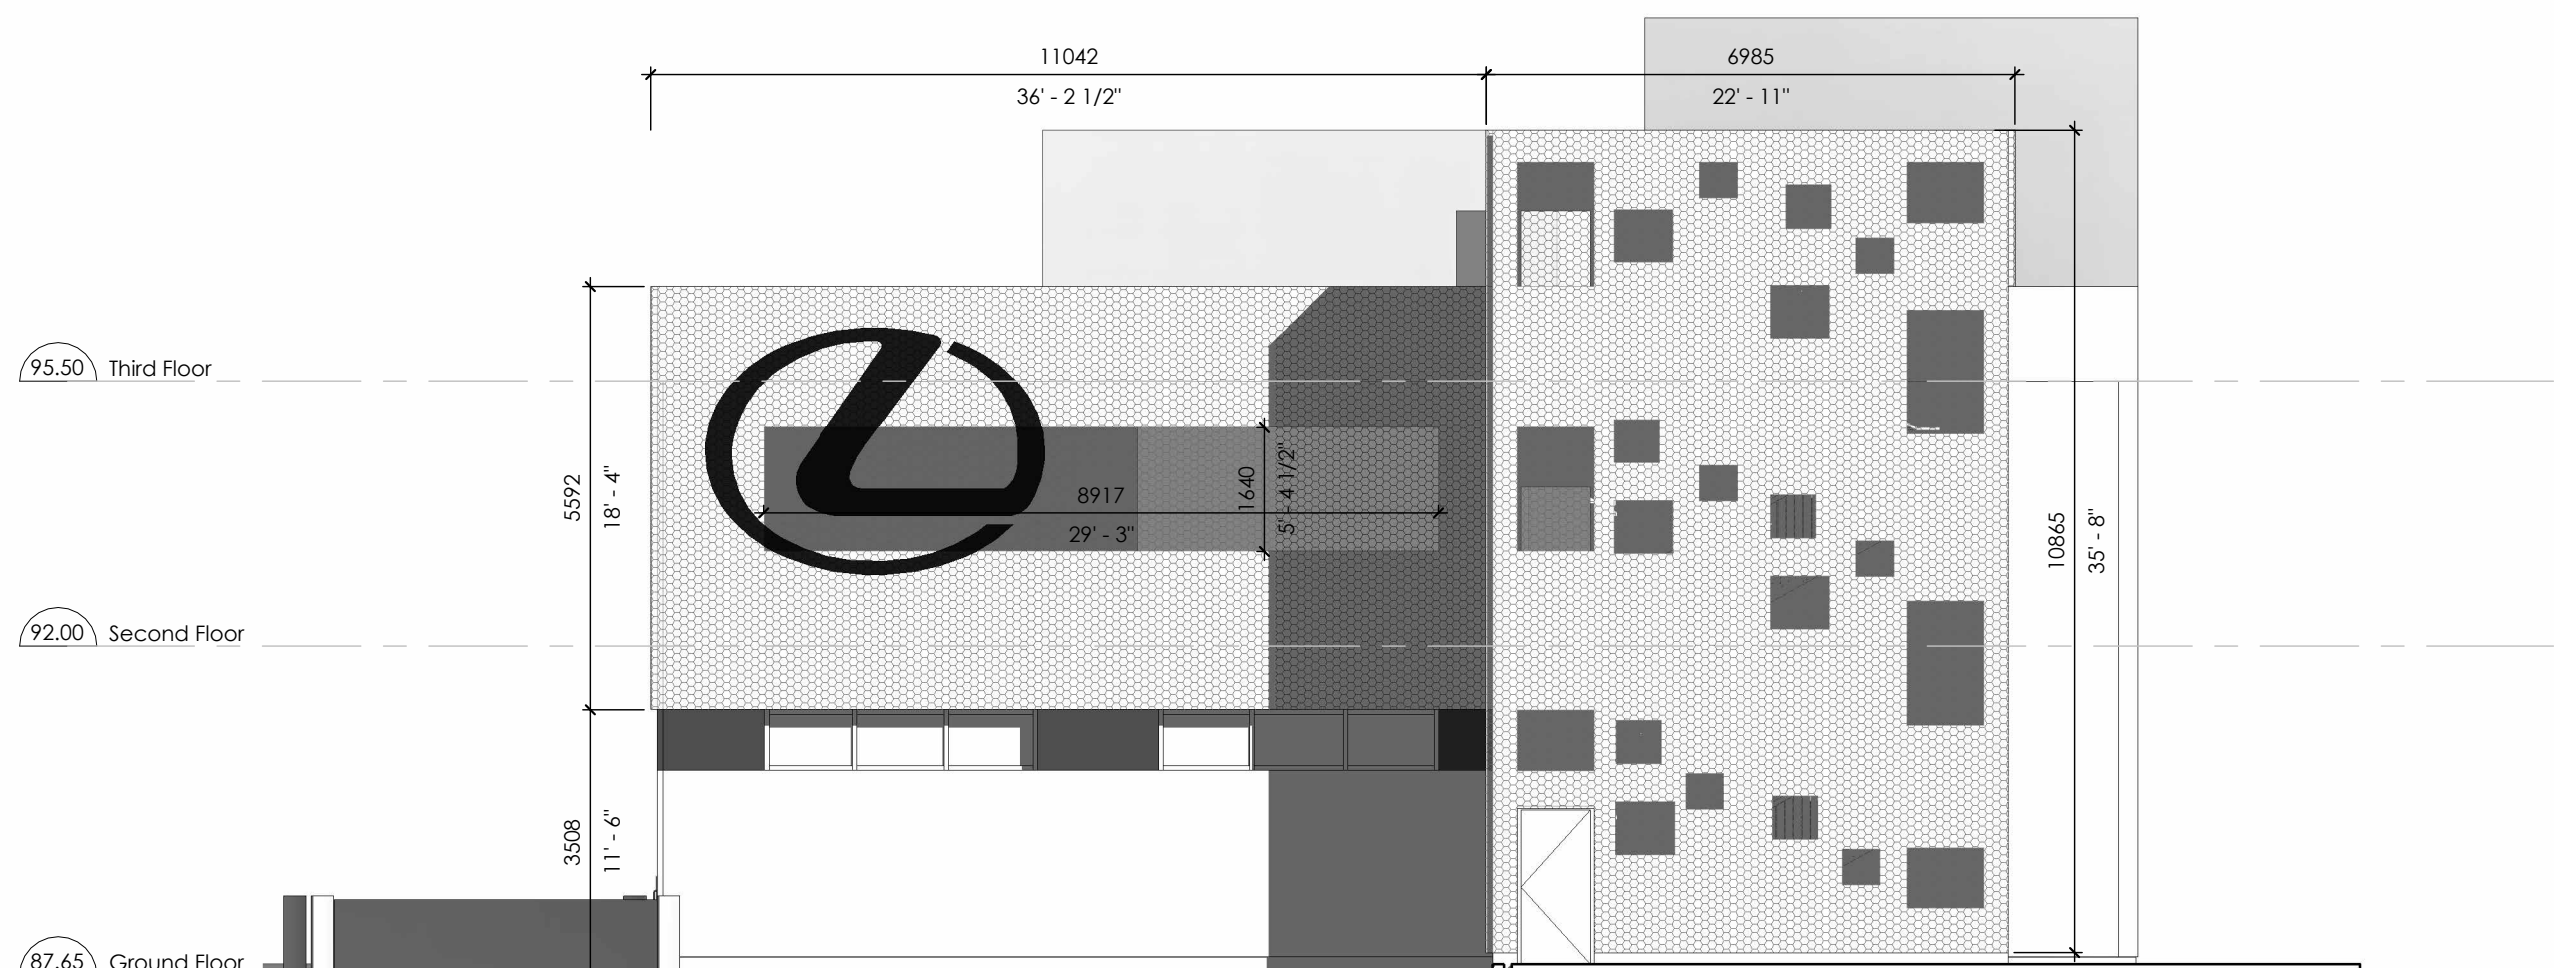 11042
36' - 2 1/2"
6985
22' - 11"
95.50 Third Floor
5592
18' - 4"
8917
29' - 3"
1640
5' - 4 1/2"
10865
35' - 8"
92.00 Second Floor
3508
11' - 6"
87.65 Ground Floor